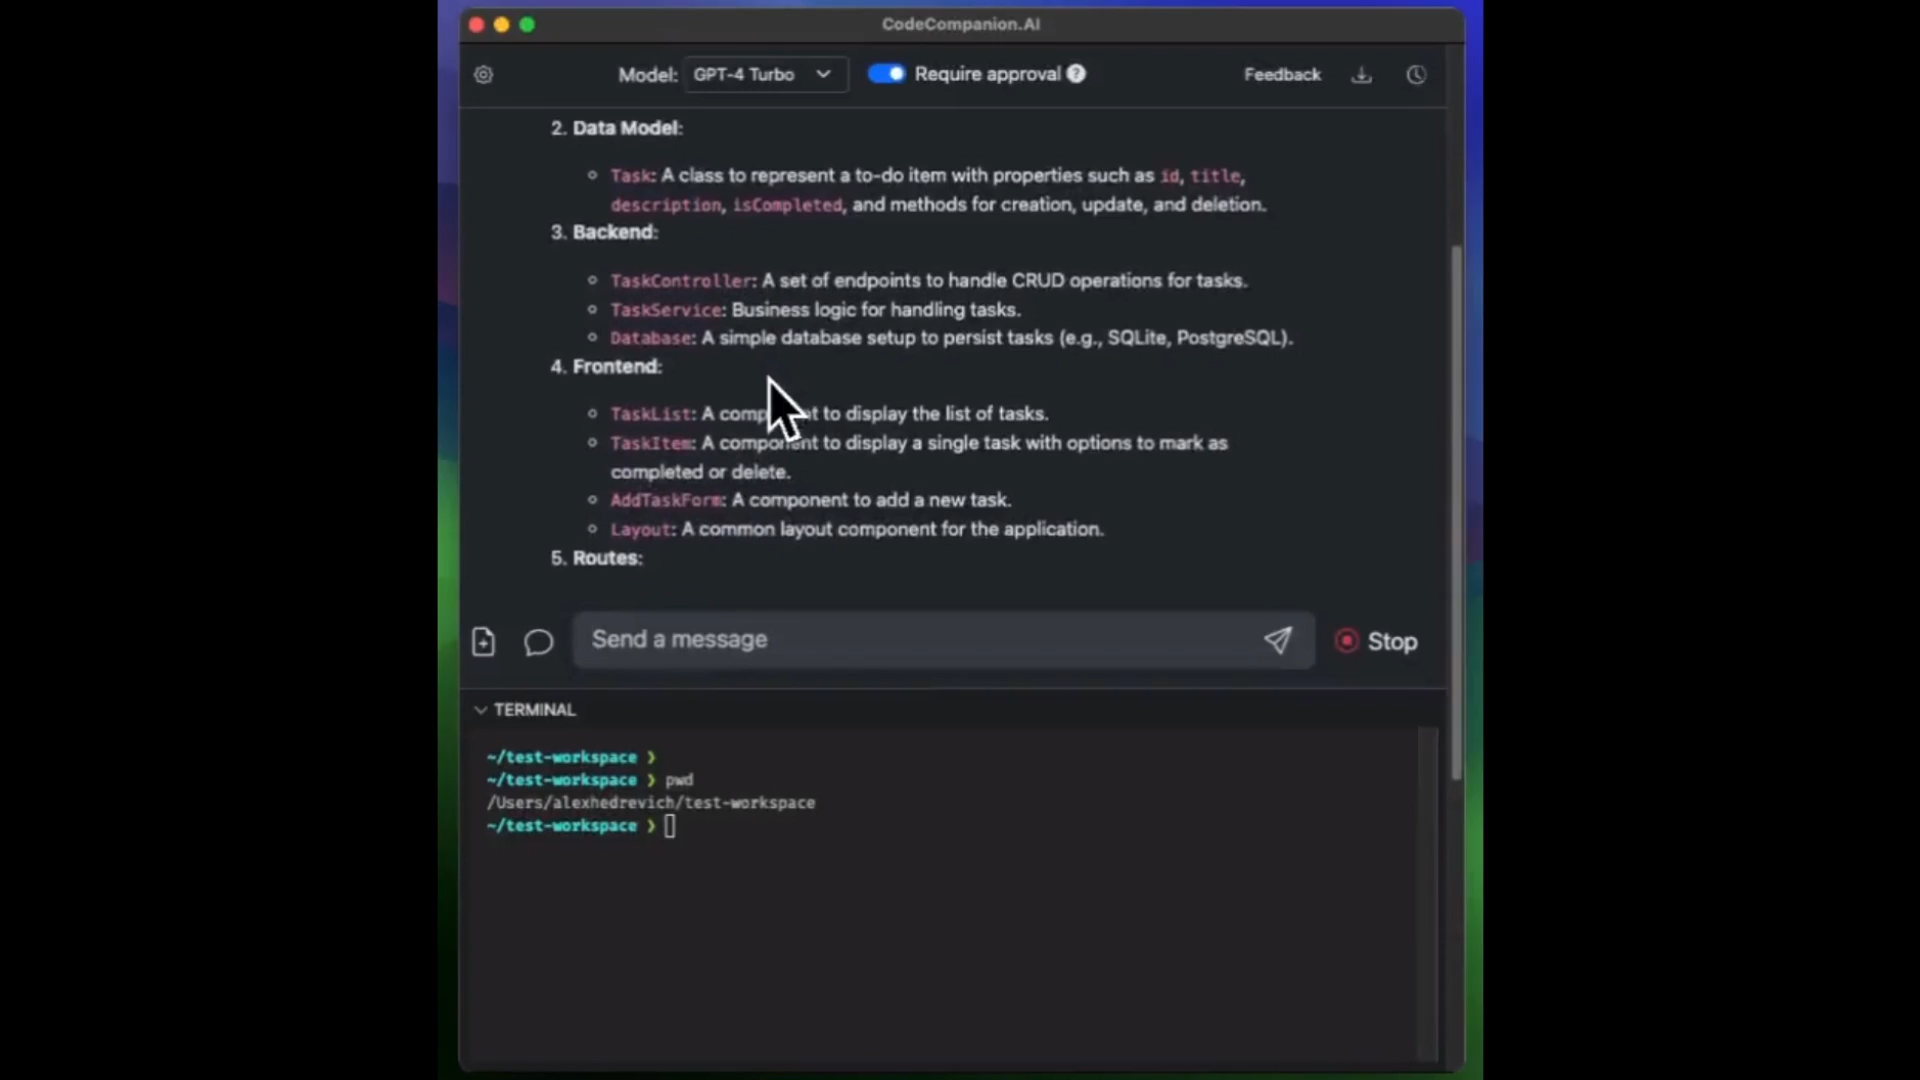 CodeCompanion.AI
Model: GPT-4 Turbo Require approval ? Feedback
2. Data Model:
Task: A class to represent a to-do item with properties such as id, title,
description, isCompleted, and methods for creation, update, and deletion.
3. Backend:
TaskController: A set of endpoints to handle CRUD operations for tasks.
TaskService: Business logic for handling tasks.
Database: A simple database setup to persist tasks (e.g., SQLite, PostgreSQL).
4. Frontend:
TaskList: A component to display the list of tasks.
TaskItem: A component to display a single task with options to mark as
completed or delete.
AddTaskForm: A component to add a new task.
Layout: A common layout component for the application.
5. Routes:
Send a message Stop
TERMINAL
~/test-workspace ❯
~/test-workspace ❯ pwd
/Users/alexhedrevich/test-workspace
~/test-workspace ❯